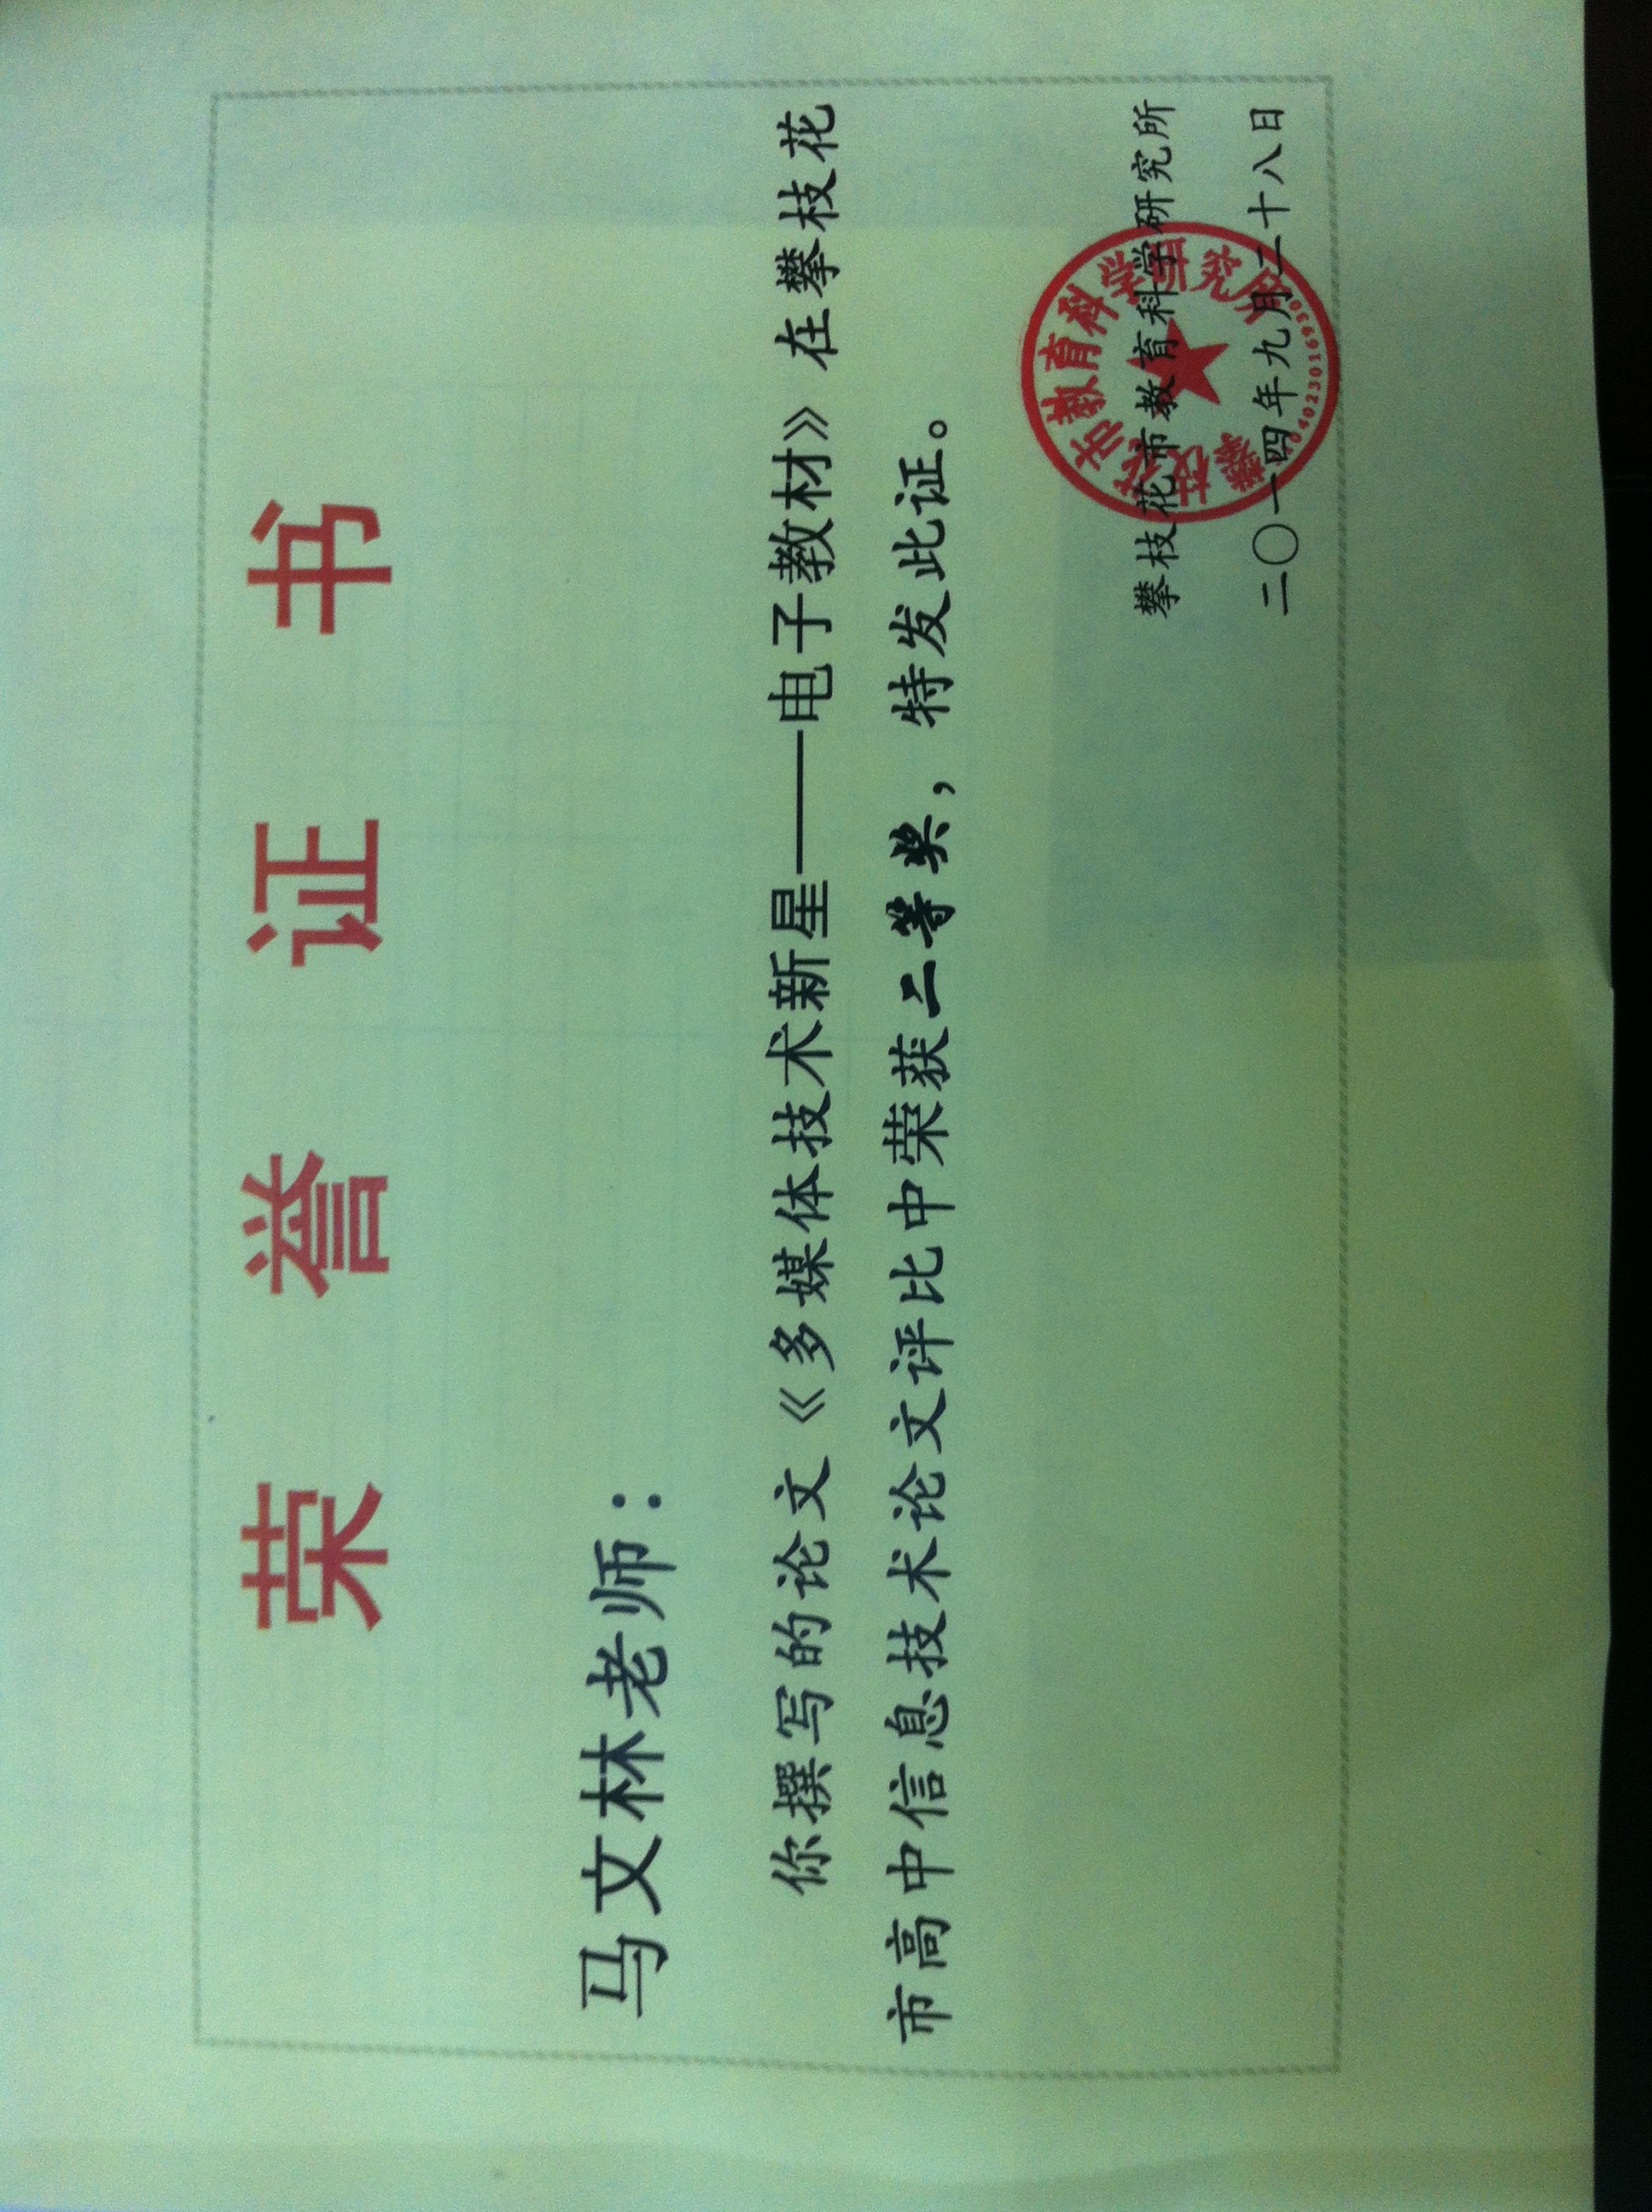 荣誉证书
马文林老师：
你撰写的论文《多媒体技术新星——电子教材》在攀枝花
市高中信息技术论文评比中荣获二等奖，特发此证。
攀枝花市教育科学研究所
二〇一四年九月二十八日
攀枝花市教育科学研究所